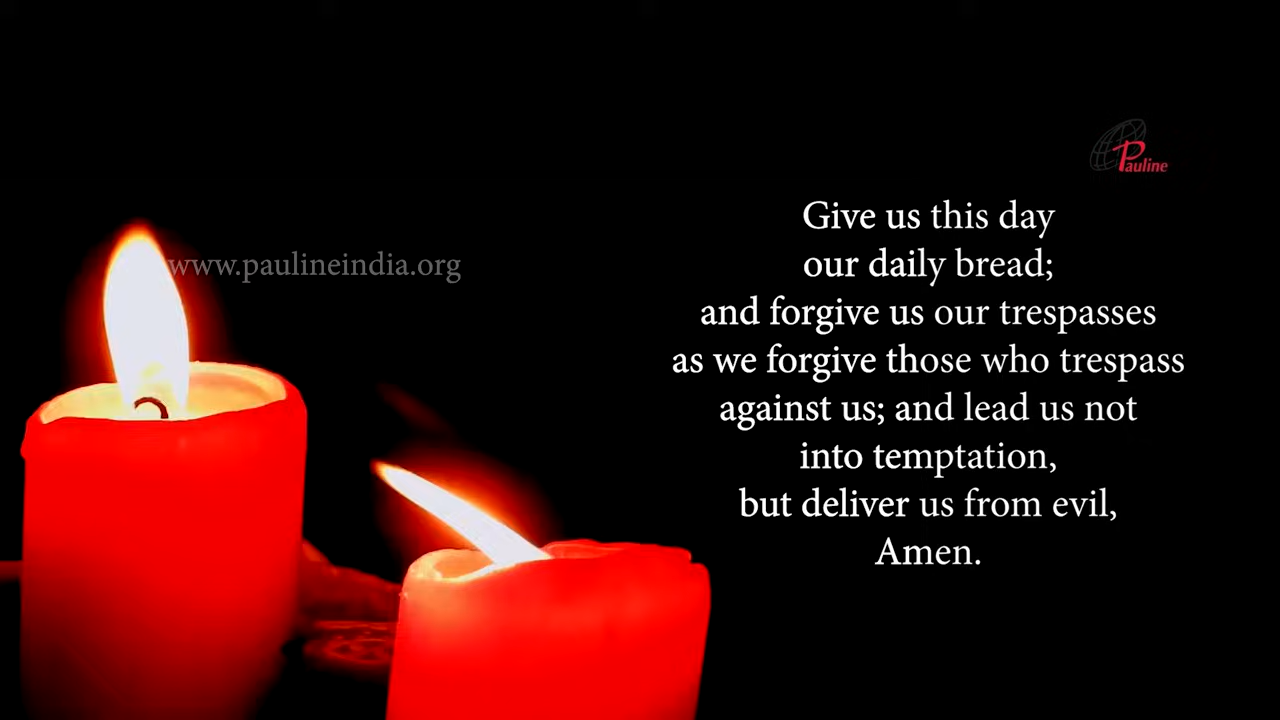 Pauline
www.paulineindia.org
Give us this day
our daily bread;
and forgive us our trespasses
as we forgive those who trespass
against us; and lead us not
into temptation,
but deliver us from evil,
Amen.